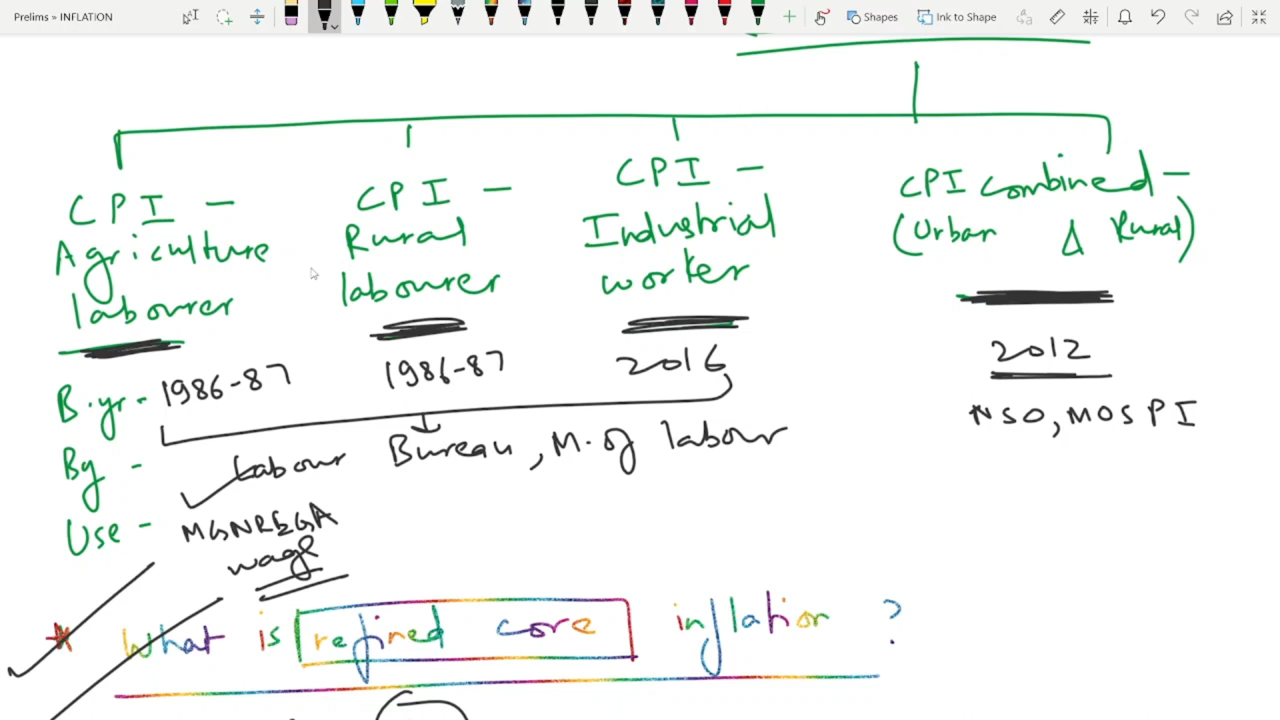 Prelims » INFLATION
Shapes
Ink to Shape
CPI -
Agriculture
labourer
CPI -
Rural
labourer
CPI -
Industrial
worker
CPI Combined -
(Urban & Rural)
B.yr - 1986-87
1986-87
2016
2012
By - Labour Bureau, M. of labour
NSO, MOSPI
Use - MGNREGA
wage
What is refined core inflation ?